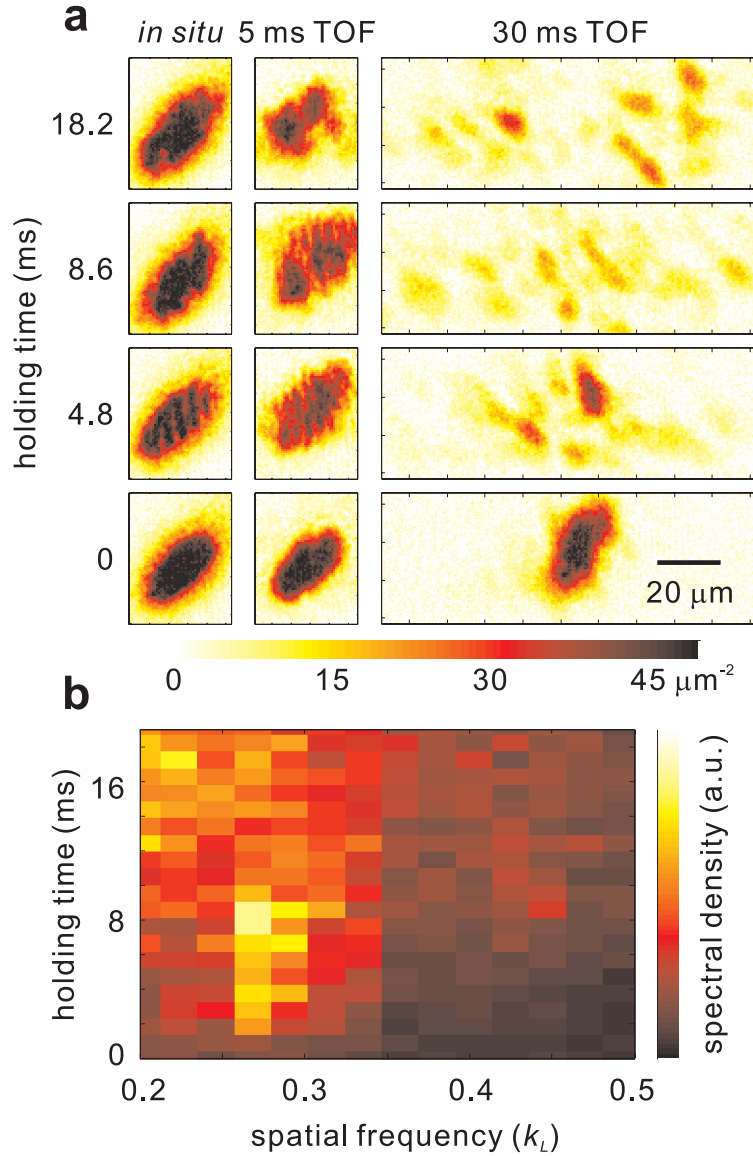 a
in situ 5 ms TOF 30 ms TOF
holding time (ms)
18.2
8.6
4.8
0
20 μm
0 15 30 45 μm⁻²
b
holding time (ms)
16
8
0
0.2 0.3 0.4 0.5
spatial frequency (k_L)
spectral density (a.u.)